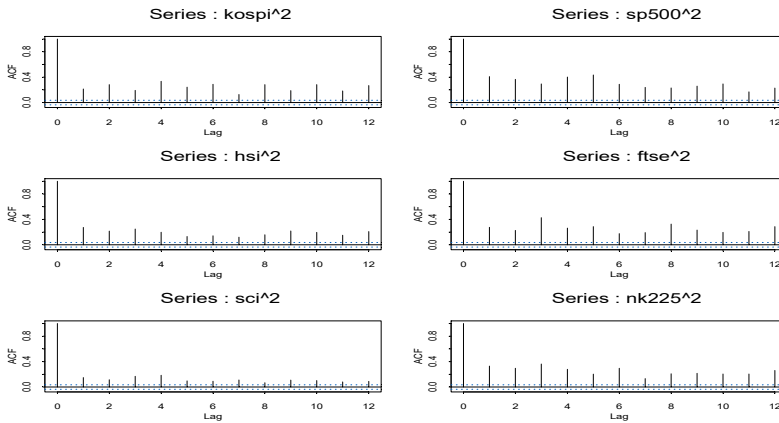 Series : kospi^2
ACF
0.0 0.4 0.8
0 2 4 6 8 10 12
Lag
Series : sp500^2
ACF
0.0 0.4 0.8
0 2 4 6 8 10 12
Lag
Series : hsi^2
ACF
0.0 0.4 0.8
0 2 4 6 8 10 12
Lag
Series : ftse^2
ACF
0.0 0.4 0.8
0 2 4 6 8 10 12
Lag
Series : sci^2
ACF
0.0 0.4 0.8
0 2 4 6 8 10 12
Lag
Series : nk225^2
ACF
0.0 0.4 0.8
0 2 4 6 8 10 12
Lag